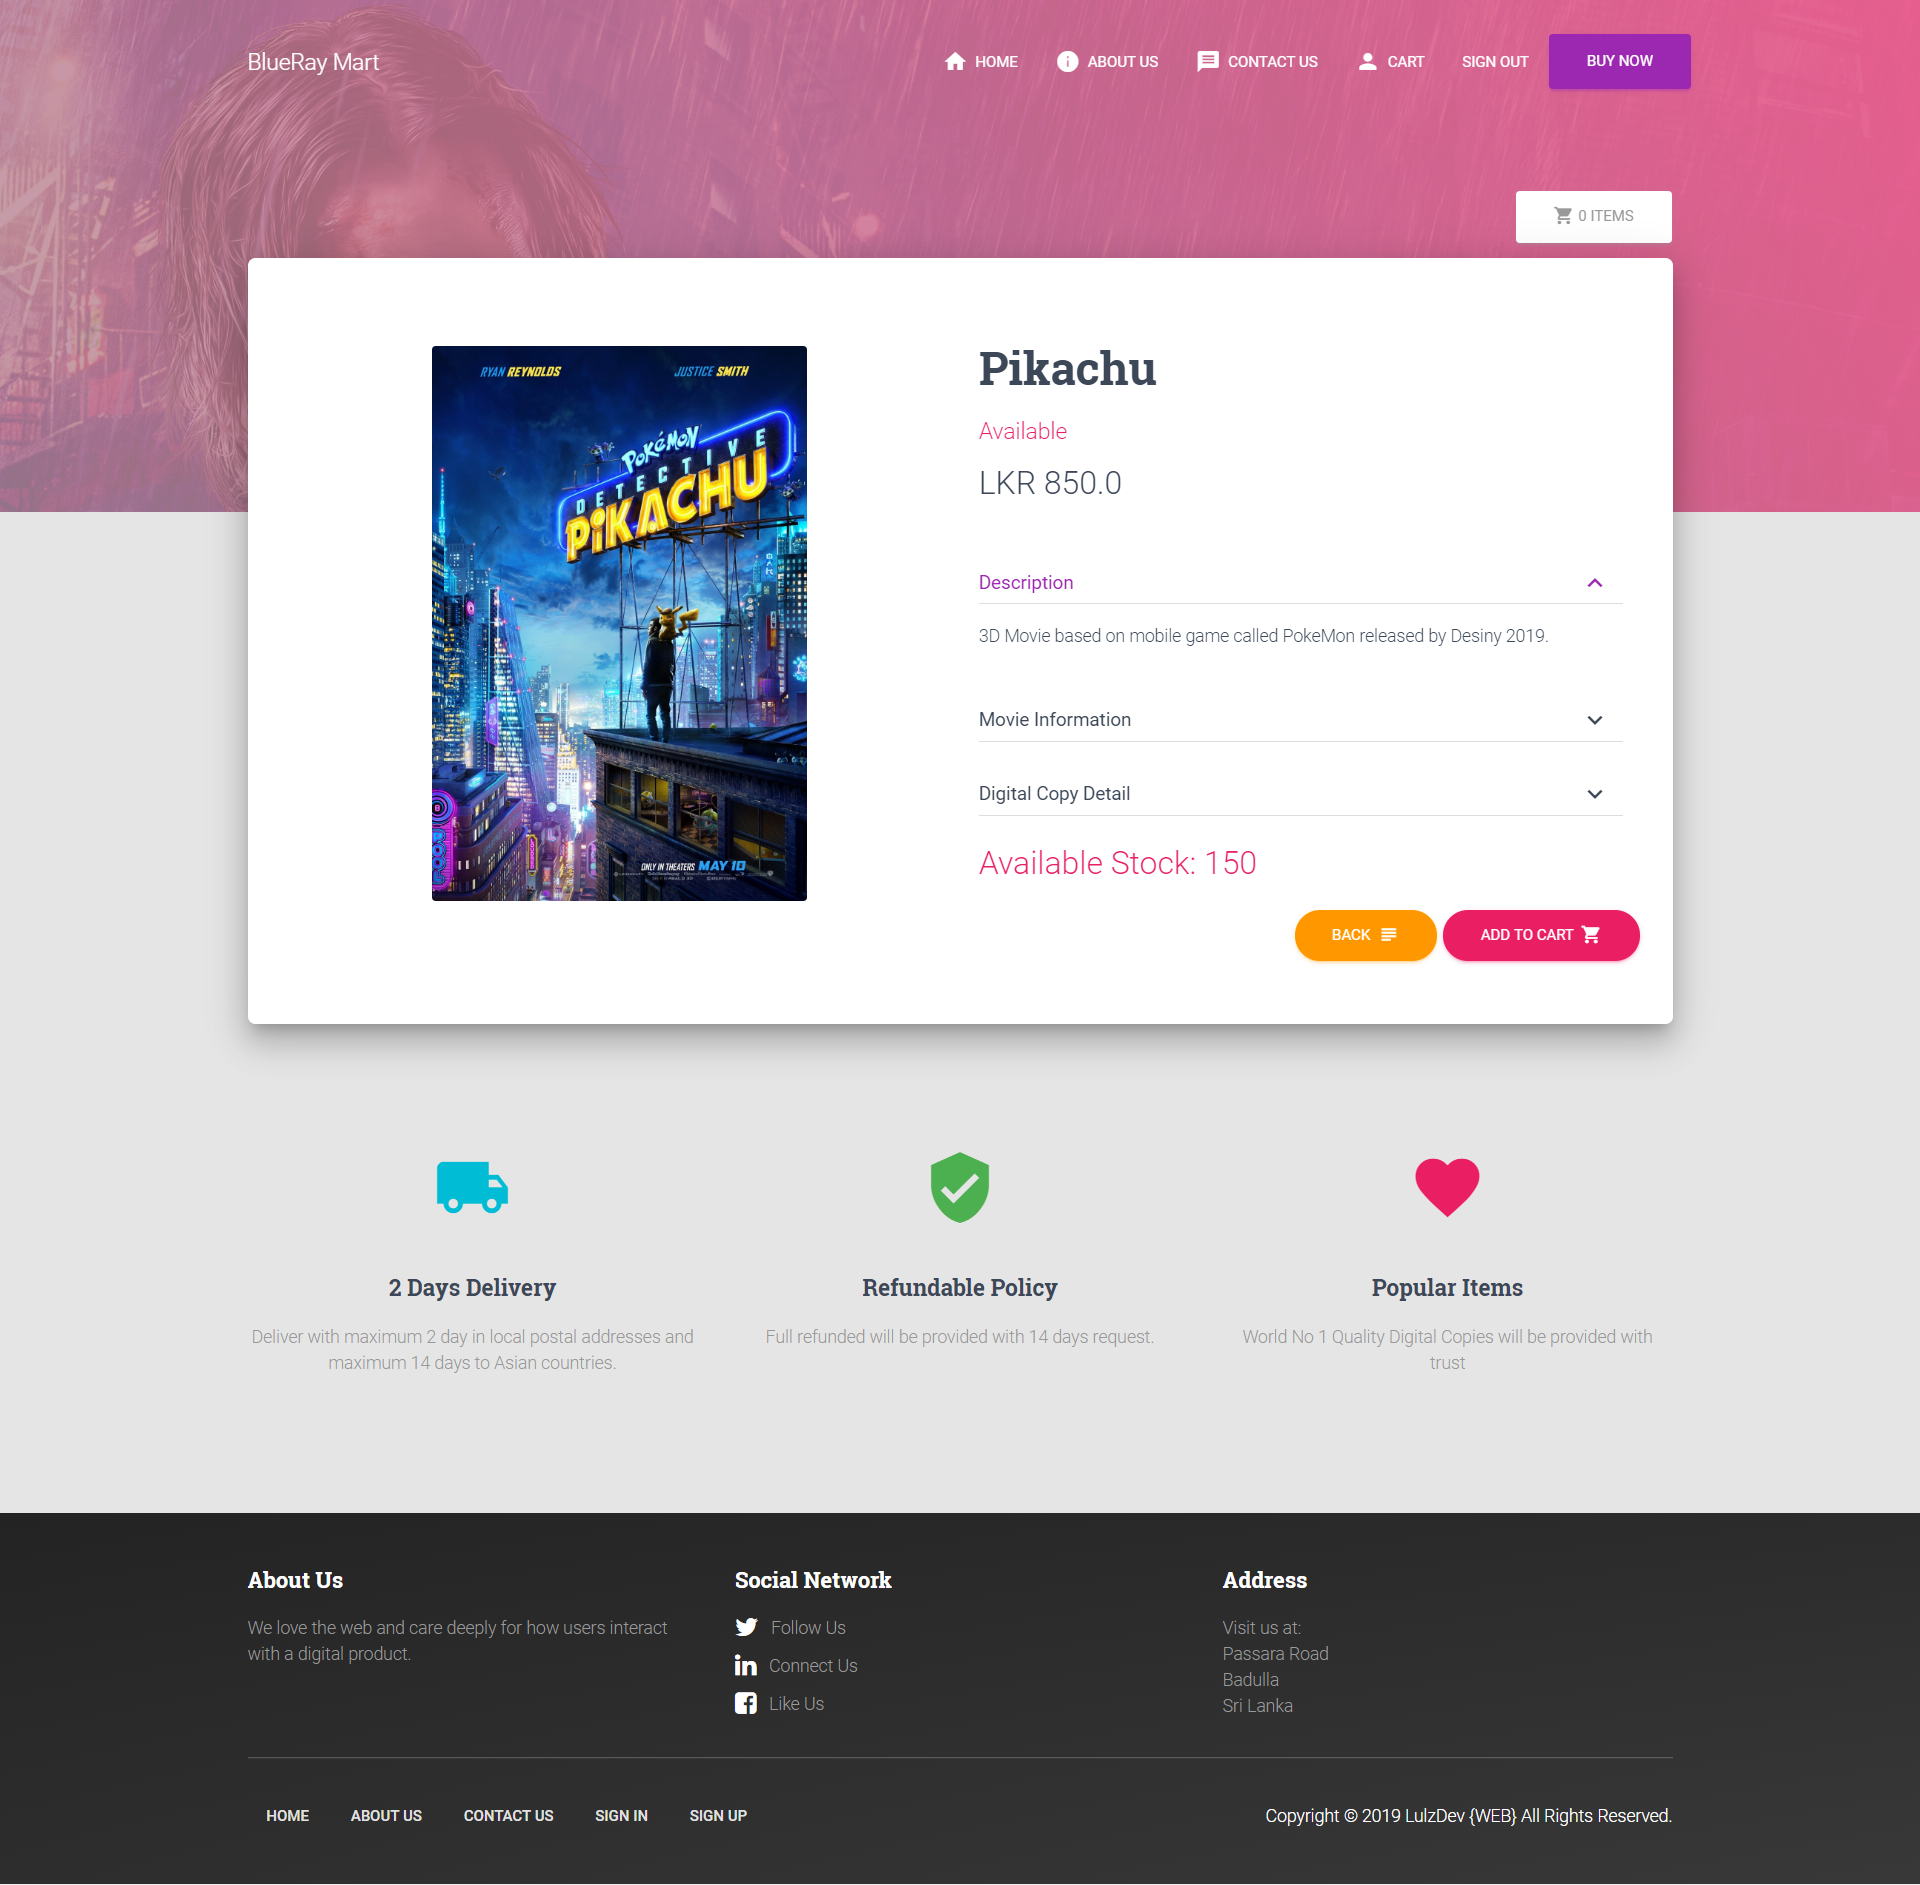 BlueRay Mart
HOME
ABOUT US
CONTACT US
CART
SIGN OUT
BUY NOW
0 ITEMS
RYAN REYNOLDS
JUSTICE SMITH
POKéMON
DETECTIVE
PiKACHU
ONLY IN THEATERS MAY 10
Pikachu
Available
LKR 850.0
Description
3D Movie based on mobile game called PokeMon released by Desiny 2019.
Movie Information
Digital Copy Detail
Available Stock: 150
BACK
ADD TO CART
2 Days Delivery
Deliver with maximum 2 day in local postal addresses and
maximum 14 days to Asian countries.
Refundable Policy
Full refunded will be provided with 14 days request.
Popular Items
World No 1 Quality Digital Copies will be provided with
trust
About Us
We love the web and care deeply for how users interact
with a digital product.
Social Network
Follow Us
Connect Us
Like Us
Address
Visit us at:
Passara Road
Badulla
Sri Lanka
HOME
ABOUT US
CONTACT US
SIGN IN
SIGN UP
Copyright © 2019 LulzDev {WEB} All Rights Reserved.